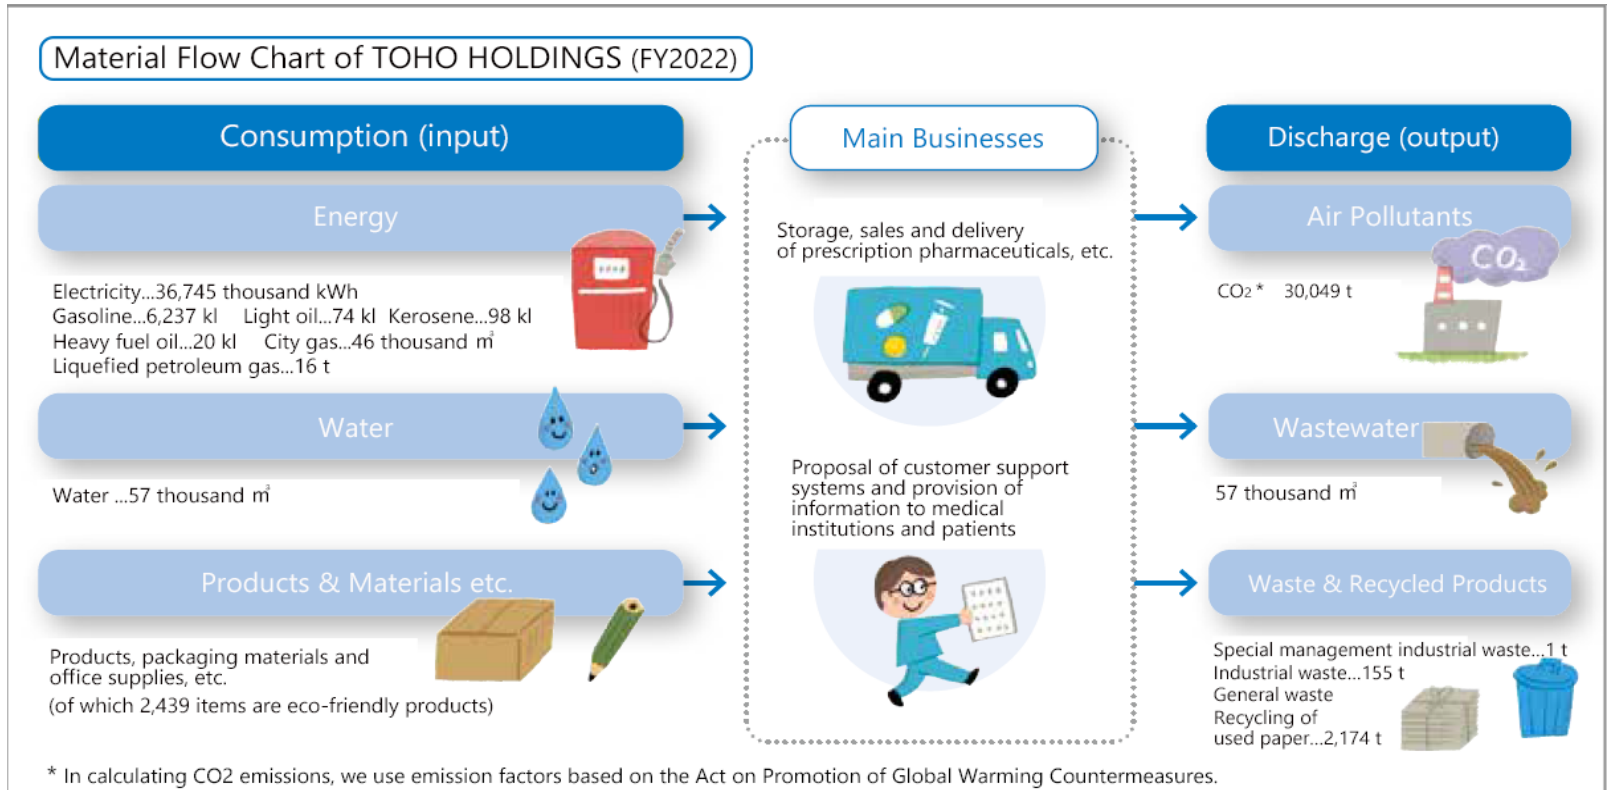 Material Flow Chart of TOHO HOLDINGS (FY2022)
Consumption (input)
Energy
Electricity...36,745 thousand kWh
Gasoline...6,237 kl Light oil...74 kl Kerosene...98 kl
Heavy fuel oil...20 kl City gas...46 thousand ㎥
Liquefied petroleum gas...16 t
Water
Water ...57 thousand ㎥
Products & Materials etc.
Products, packaging materials and
office supplies, etc.
(of which 2,439 items are eco-friendly products)
Main Businesses
Storage, sales and delivery
of prescription pharmaceuticals, etc.
Proposal of customer support
systems and provision of
information to medical
institutions and patients
Discharge (output)
Air Pollutants
CO₂
CO₂ * 30,049 t
Wastewater
57 thousand ㎥
Waste & Recycled Products
Special management industrial waste...1 t
Industrial waste...155 t
General waste
Recycling of
used paper...2,174 t
* In calculating CO2 emissions, we use emission factors based on the Act on Promotion of Global Warming Countermeasures.